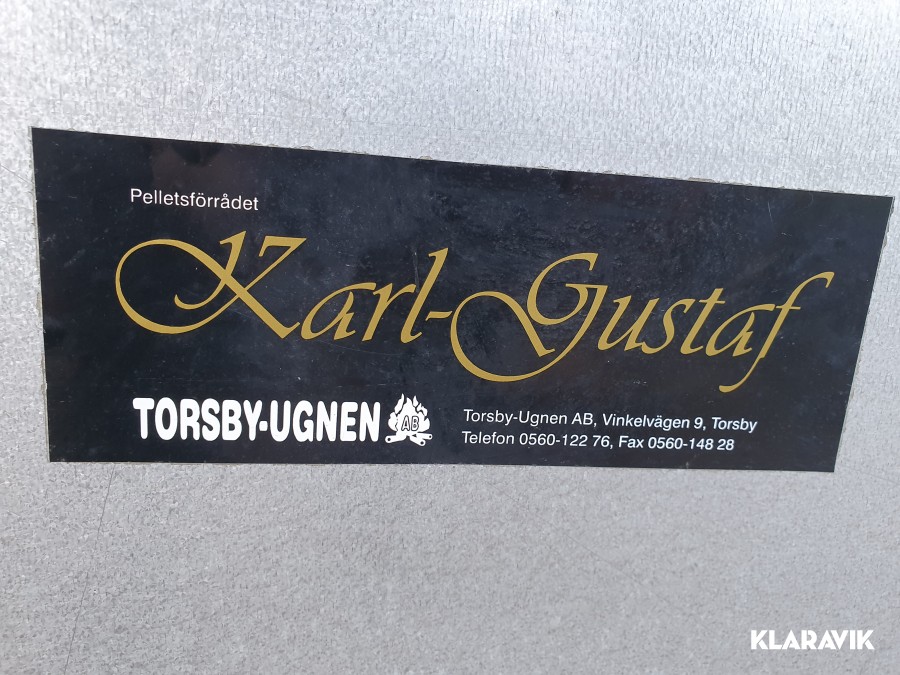 Pelletsförrådet
Karl-Gustaf
TORSBY-UGNEN AB
Torsby-Ugnen AB, Vinkelvägen 9, Torsby
Telefon 0560-122 76, Fax 0560-148 28
KLARAVIK